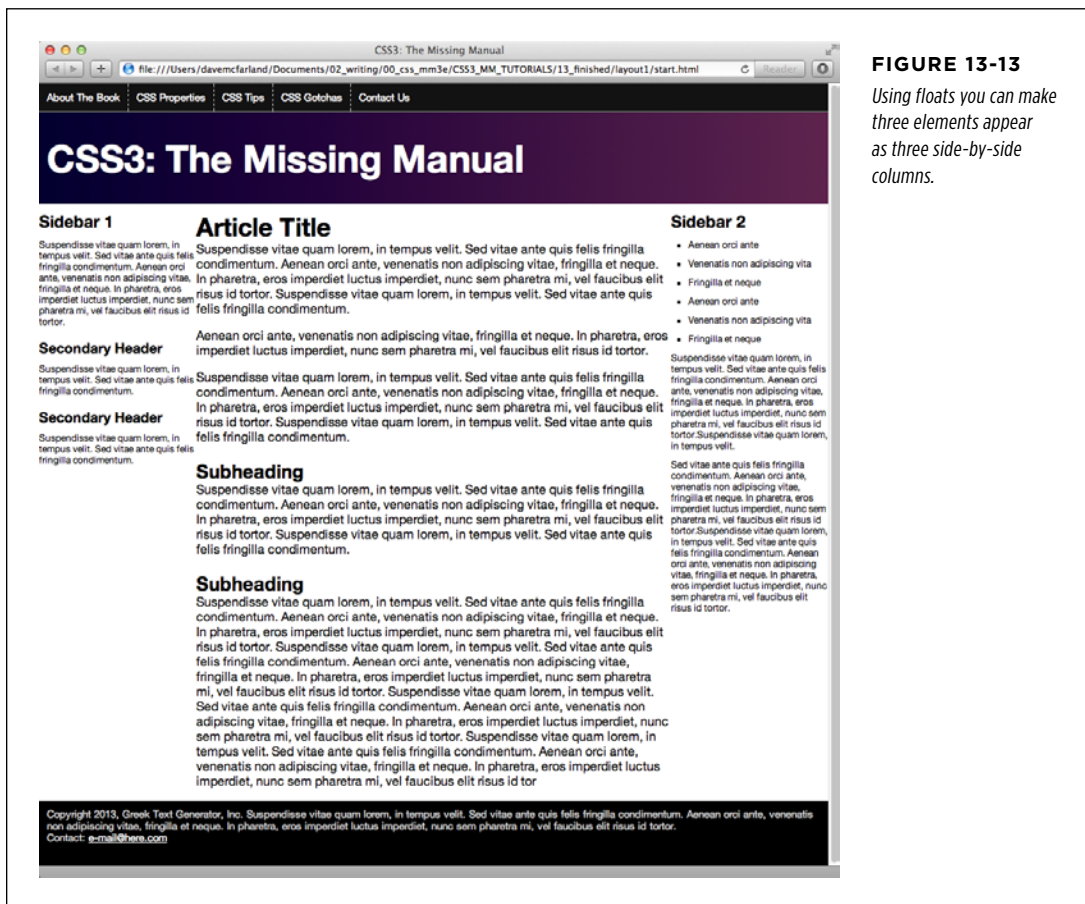 CSS3: The Missing Manual
file:///Users/davemcfarland/Documents/02_writing/00_css_mm3e/CSS3_MM_TUTORIALS/13_finished/layout1/start.html
Reader
About The Book
CSS Properties
CSS Tips
CSS Gotchas
Contact Us
CSS3: The Missing Manual
Sidebar 1
Suspendisse vitae quam lorem, in
tempus velit. Sed vitae ante quis felis
fringilla condimentum. Aenean orci
ante, venenatis non adipiscing vitae,
fringilla et neque. In pharetra, eros
imperdiet luctus imperdiet, nunc sem
pharetra mi, vel faucibus elit risus id
tortor.
Secondary Header
Suspendisse vitae quam lorem, in
tempus velit. Sed vitae ante quis felis
fringilla condimentum.
Secondary Header
Suspendisse vitae quam lorem, in
tempus velit. Sed vitae ante quis felis
fringilla condimentum.
Article Title
Suspendisse vitae quam lorem, in tempus velit. Sed vitae ante quis felis fringilla
condimentum. Aenean orci ante, venenatis non adipiscing vitae, fringilla et neque.
In pharetra, eros imperdiet luctus imperdiet, nunc sem pharetra mi, vel faucibus elit
risus id tortor. Suspendisse vitae quam lorem, in tempus velit. Sed vitae ante quis
felis fringilla condimentum.
Aenean orci ante, venenatis non adipiscing vitae, fringilla et neque. In pharetra, eros
imperdiet luctus imperdiet, nunc sem pharetra mi, vel faucibus elit risus id tortor.
Suspendisse vitae quam lorem, in tempus velit. Sed vitae ante quis felis fringilla
condimentum. Aenean orci ante, venenatis non adipiscing vitae, fringilla et neque.
In pharetra, eros imperdiet luctus imperdiet, nunc sem pharetra mi, vel faucibus elit
risus id tortor. Suspendisse vitae quam lorem, in tempus velit. Sed vitae ante quis
felis fringilla condimentum.
Subheading
Suspendisse vitae quam lorem, in tempus velit. Sed vitae ante quis felis fringilla
condimentum. Aenean orci ante, venenatis non adipiscing vitae, fringilla et neque.
In pharetra, eros imperdiet luctus imperdiet, nunc sem pharetra mi, vel faucibus elit
risus id tortor. Suspendisse vitae quam lorem, in tempus velit. Sed vitae ante quis
felis fringilla condimentum.
Subheading
Suspendisse vitae quam lorem, in tempus velit. Sed vitae ante quis felis fringilla
condimentum. Aenean orci ante, venenatis non adipiscing vitae, fringilla et neque.
In pharetra, eros imperdiet luctus imperdiet, nunc sem pharetra mi, vel faucibus elit
risus id tortor. Suspendisse vitae quam lorem, in tempus velit. Sed vitae ante quis
felis fringilla condimentum. Aenean orci ante, venenatis non adipiscing vitae,
fringilla et neque. In pharetra, eros imperdiet luctus imperdiet, nunc sem pharetra
mi, vel faucibus elit risus id tortor. Suspendisse vitae quam lorem, in tempus velit.
Sed vitae ante quis felis fringilla condimentum. Aenean orci ante, venenatis non
adipiscing vitae, fringilla et neque. In pharetra, eros imperdiet luctus imperdiet, nunc
sem pharetra mi, vel faucibus elit risus id tortor. Suspendisse vitae quam lorem, in
tempus velit. Sed vitae ante quis felis fringilla condimentum. Aenean orci ante,
venenatis non adipiscing vitae, fringilla et neque. In pharetra, eros imperdiet luctus
imperdiet, nunc sem pharetra mi, vel faucibus elit risus id tor
Sidebar 2
• Aenean orci ante
• Venenatis non adipiscing vita
• Fringilla et neque
• Aenean orci ante
• Venenatis non adipiscing vita
• Fringilla et neque
Suspendisse vitae quam lorem, in
tempus velit. Sed vitae ante quis felis
fringilla condimentum. Aenean orci
ante, venenatis non adipiscing vitae,
fringilla et neque. In pharetra, eros
imperdiet luctus imperdiet, nunc sem
pharetra mi, vel faucibus elit risus id
tortor.Suspendisse vitae quam lorem,
in tempus velit.
Sed vitae ante quis felis fringilla
condimentum. Aenean orci ante,
venenatis non adipiscing vitae,
fringilla et neque. In pharetra, eros
imperdiet luctus imperdiet, nunc sem
pharetra mi, vel faucibus elit risus id
tortor.Suspendisse vitae quam lorem,
in tempus velit. Sed vitae ante quis
felis fringilla condimentum. Aenean
orci ante, venenatis non adipiscing
vitae, fringilla et neque. In pharetra,
eros imperdiet luctus imperdiet, nunc
sem pharetra mi, vel faucibus elit
risus id tortor.
Copyright 2013, Greek Text Generator, Inc. Suspendisse vitae quam lorem, in tempus velit. Sed vitae ante quis felis fringilla condimentum. Aenean orci ante, venenatis
non adipiscing vitae, fringilla et neque. In pharetra, eros imperdiet luctus imperdiet, nunc sem pharetra mi, vel faucibus elit risus id tortor.
Contact: e-mail@here.com
FIGURE 13-13
Using floats you can make
three elements appear
as three side-by-side
columns.